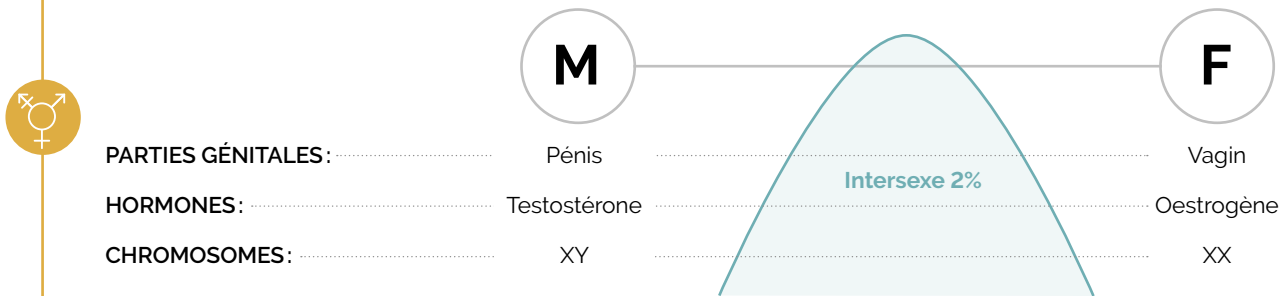 M F
PARTIES GÉNITALES: Pénis Vagin
Intersexe 2%
HORMONES: Testostérone Oestrogène
CHROMOSOMES: XY XX